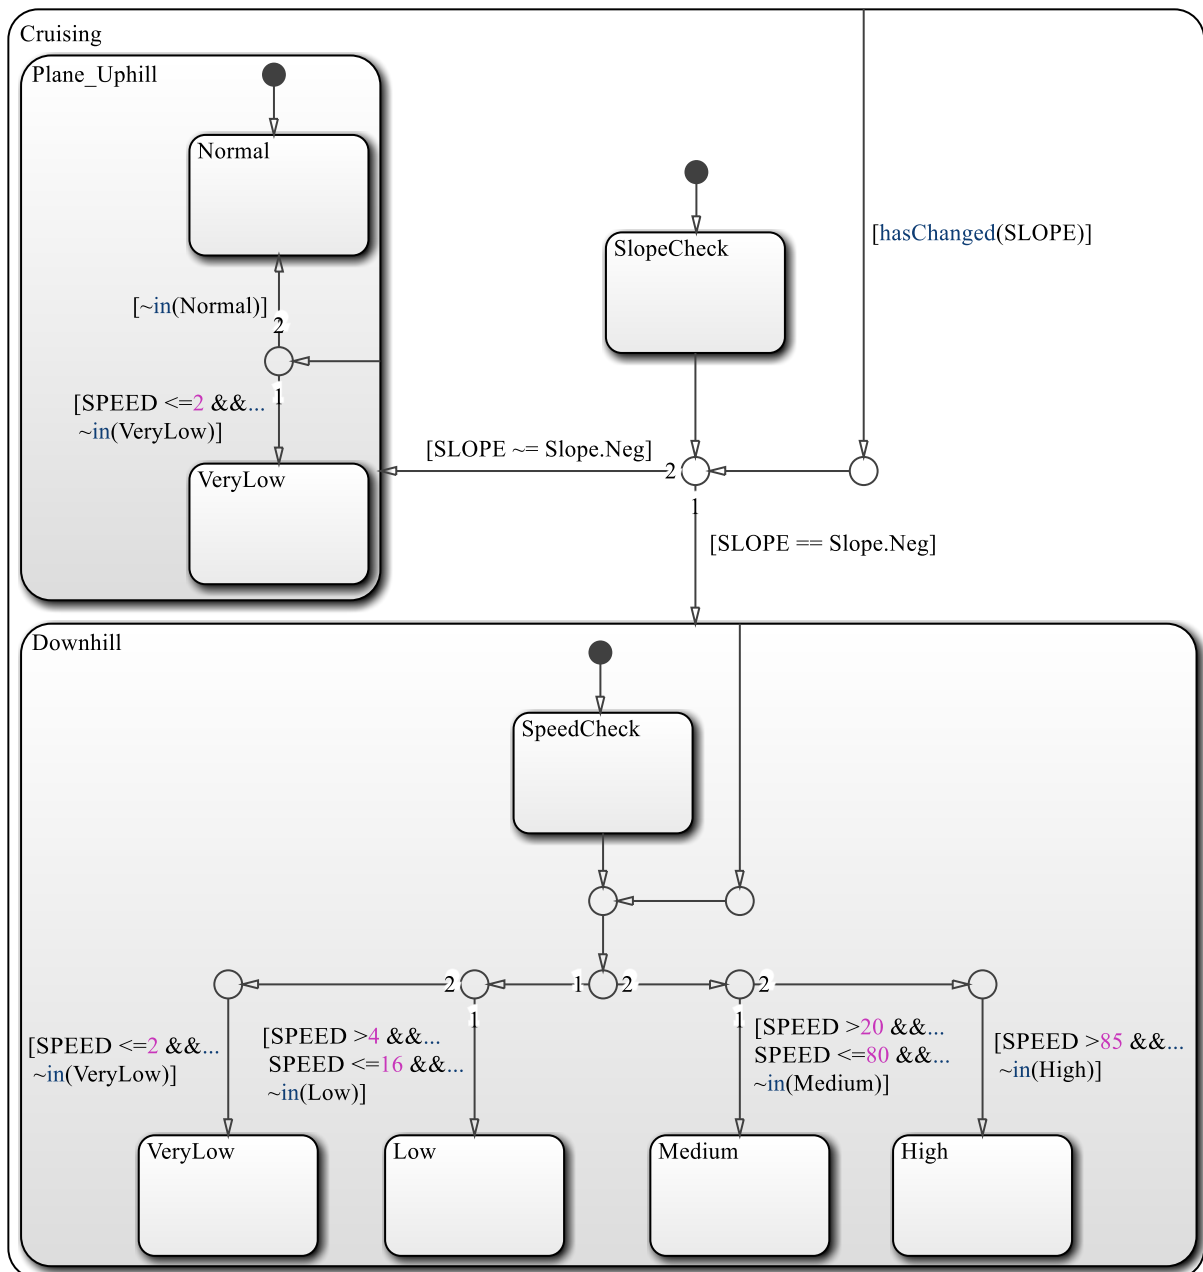 Cruising
Plane_Uphill
Normal
[~in(Normal)]
2
1
[SPEED <=2 &&...
~in(VeryLow)]
VeryLow
SlopeCheck
[hasChanged(SLOPE)]
[SLOPE ~= Slope.Neg]
2
1
[SLOPE == Slope.Neg]
Downhill
SpeedCheck
2
1
1
2
1
2
[SPEED <=2 &&...
~in(VeryLow)]
[SPEED >4 &&...
SPEED <=16 &&...
~in(Low)]
[SPEED >20 &&...
SPEED <=80 &&...
~in(Medium)]
[SPEED >85 &&...
~in(High)]
VeryLow
Low
Medium
High